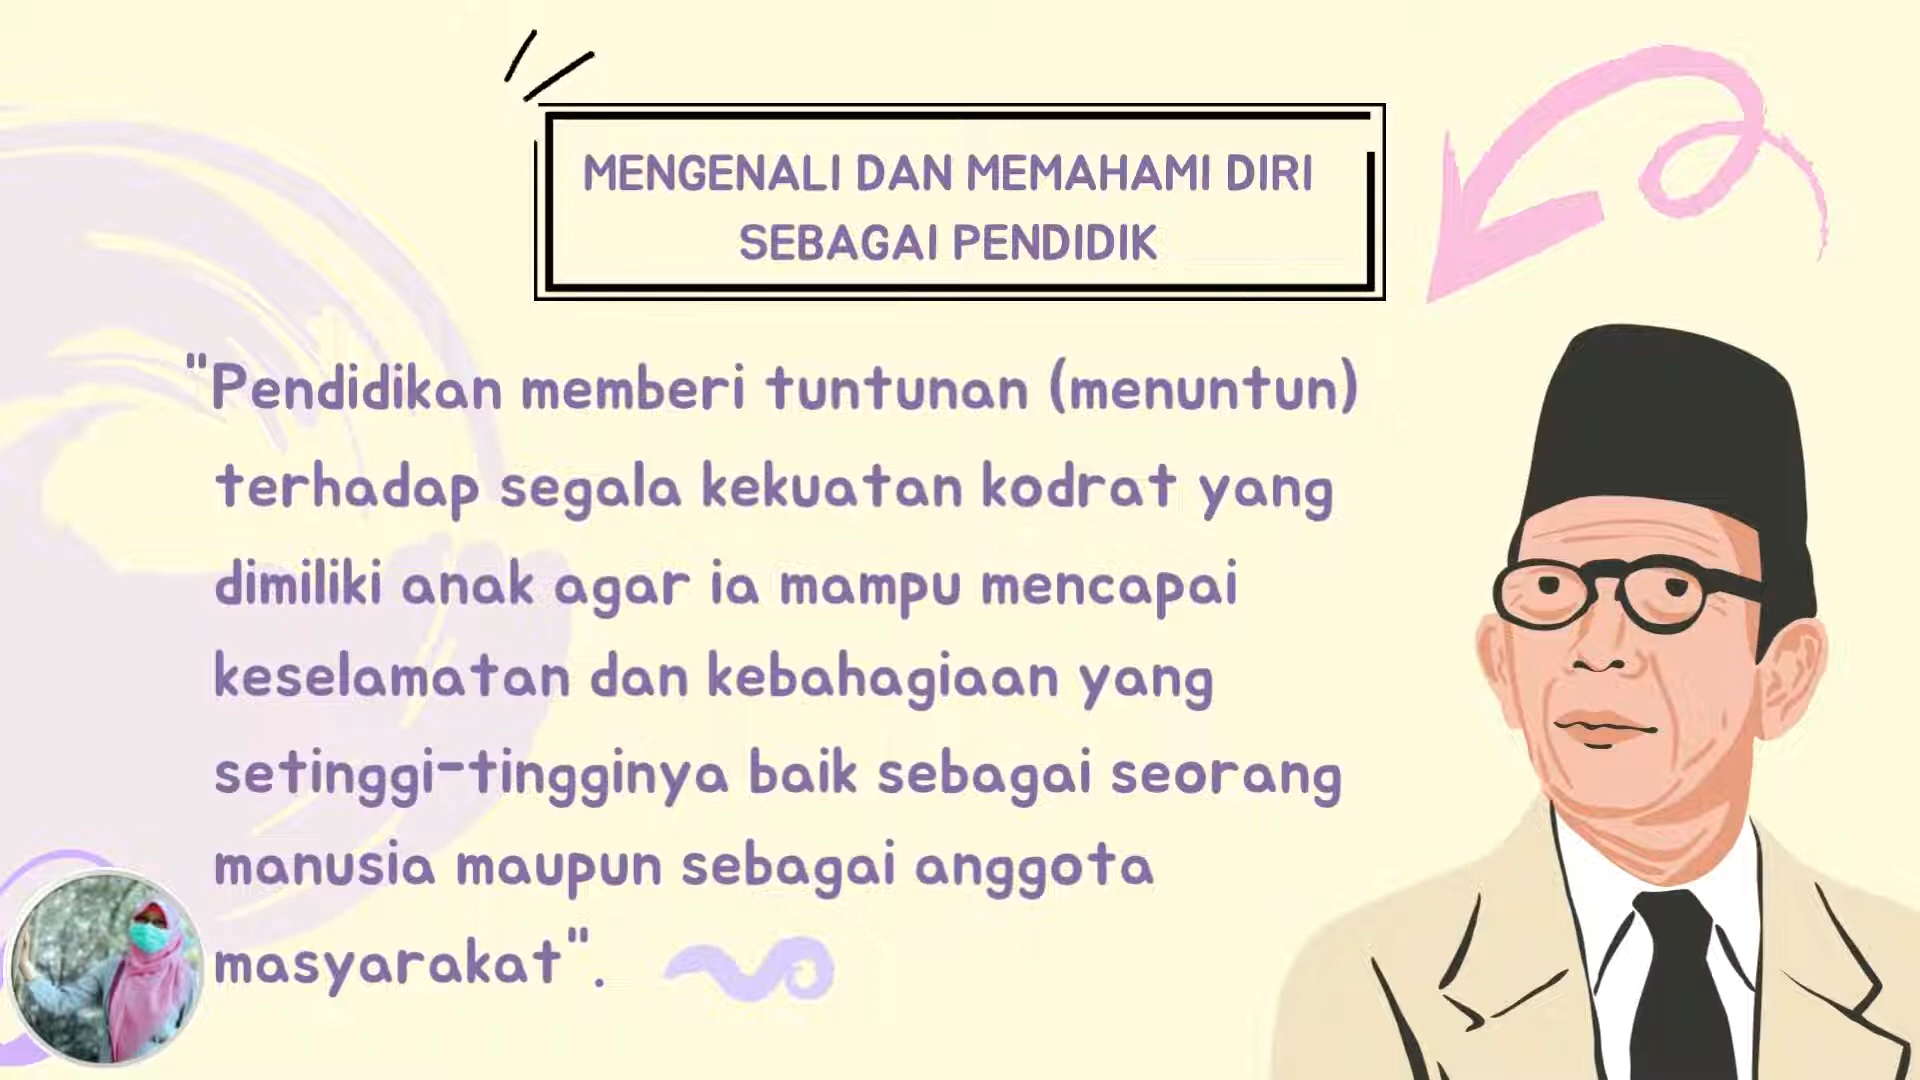 MENGENALI DAN MEMAHAMI DIRI
SEBAGAI PENDIDIK
"Pendidikan memberi tuntunan (menuntun)
terhadap segala kekuatan kodrat yang
dimiliki anak agar ia mampu mencapai
keselamatan dan kebahagiaan yang
setinggi-tingginya baik sebagai seorang
manusia maupun sebagai anggota
masyarakat".